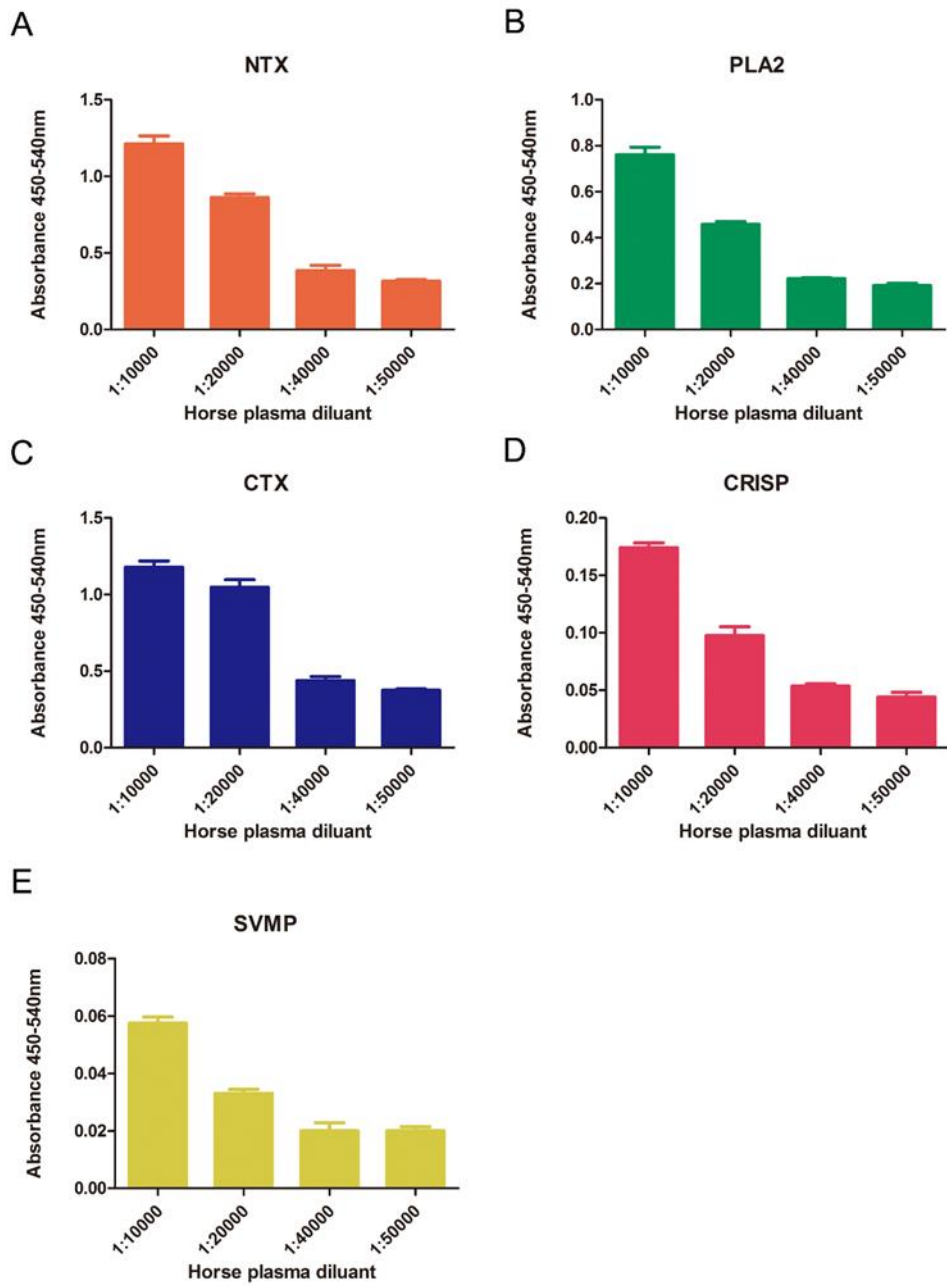 A
NTX
Absorbance 450-540nm
1.5
1.0
0.5
0.0
1:10000
1:20000
1:40000
1:50000
Horse plasma diluant
B
PLA2
Absorbance 450-540nm
1.0
0.8
0.6
0.4
0.2
0.0
1:10000
1:20000
1:40000
1:50000
Horse plasma diluant
C
CTX
Absorbance 450-540nm
1.5
1.0
0.5
0.0
1:10000
1:20000
1:40000
1:50000
Horse plasma diluant
D
CRISP
Absorbance 450-540nm
0.20
0.15
0.10
0.05
0.00
1:10000
1:20000
1:40000
1:50000
Horse plasma diluant
E
SVMP
Absorbance 450-540nm
0.08
0.06
0.04
0.02
0.00
1:10000
1:20000
1:40000
1:50000
Horse plasma diluant